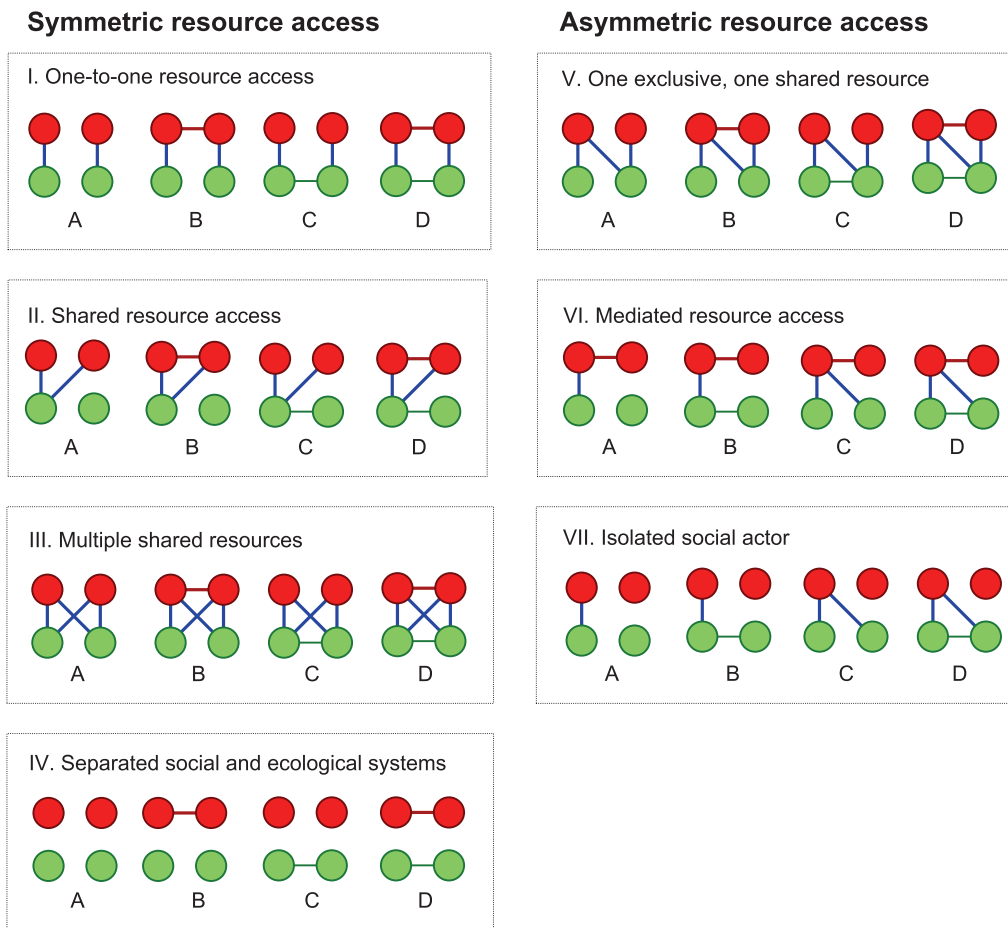 Symmetric resource access
I. One-to-one resource access
A B C D
II. Shared resource access
A B C D
III. Multiple shared resources
A B C D
IV. Separated social and ecological systems
A B C D
Asymmetric resource access
V. One exclusive, one shared resource
A B C D
VI. Mediated resource access
A B C D
VII. Isolated social actor
A B C D